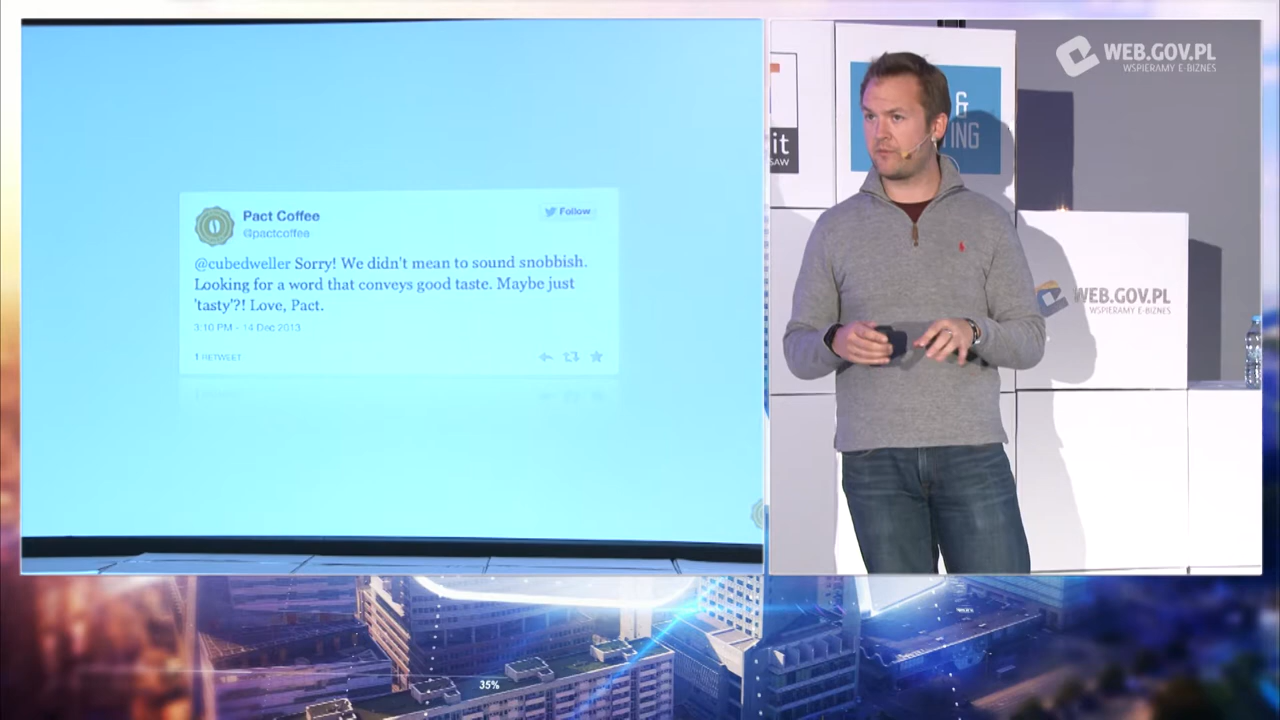 Pact Coffee
@pactcoffee
Follow
@cubedweller Sorry! We didn't mean to sound snobbish.
Looking for a word that conveys good taste. Maybe just
'tasty'?! Love, Pact.
3:10 PM - 14 Dec 2013
1 RETWEET
WEB.GOV.PL
WSPIERAMY E-BIZNES
&
WEB.GOV.PL
WSPIERAMY E-BIZNES
35%